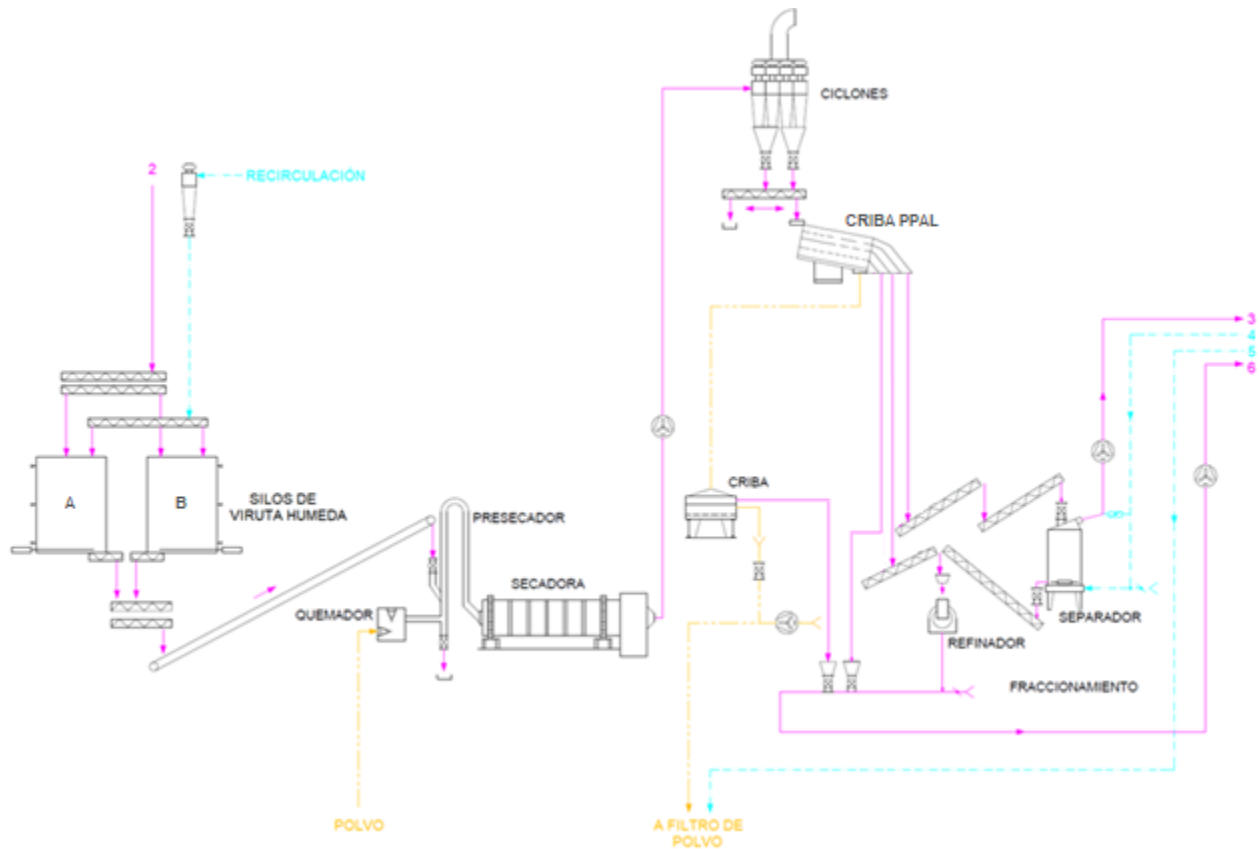 CICLONES
2
RECIRCULACIÓN
CRIBA PPAL
3
4
5
6
A
B
SILOS DE
VIRUTA HUMEDA
PRESECADOR
CRIBA
SECADORA
QUEMADOR
SEPARADOR
REFINADOR
FRACCIONAMIENTO
POLVO
A FILTRO DE
POLVO